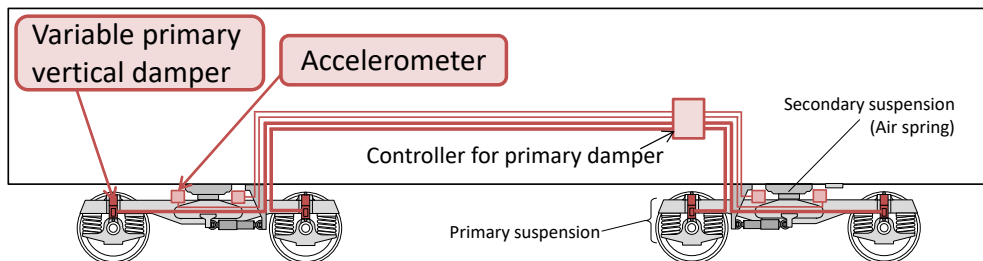 Variable primary
vertical damper
Accelerometer
Secondary suspension
(Air spring)
Controller for primary damper
Primary suspension